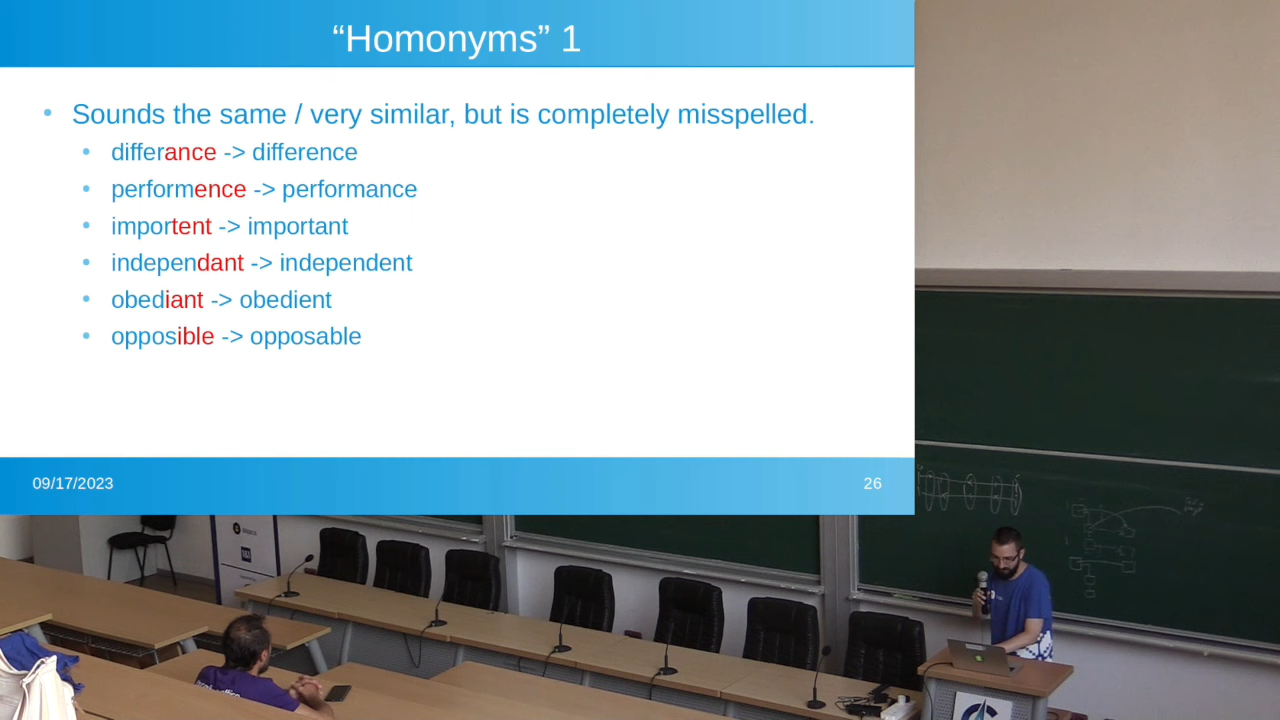 “Homonyms” 1
• Sounds the same / very similar, but is completely misspelled.
• differance -> difference
• performence -> performance
• importent -> important
• independant -> independent
• obediant -> obedient
• opposible -> opposable
09/17/2023
26